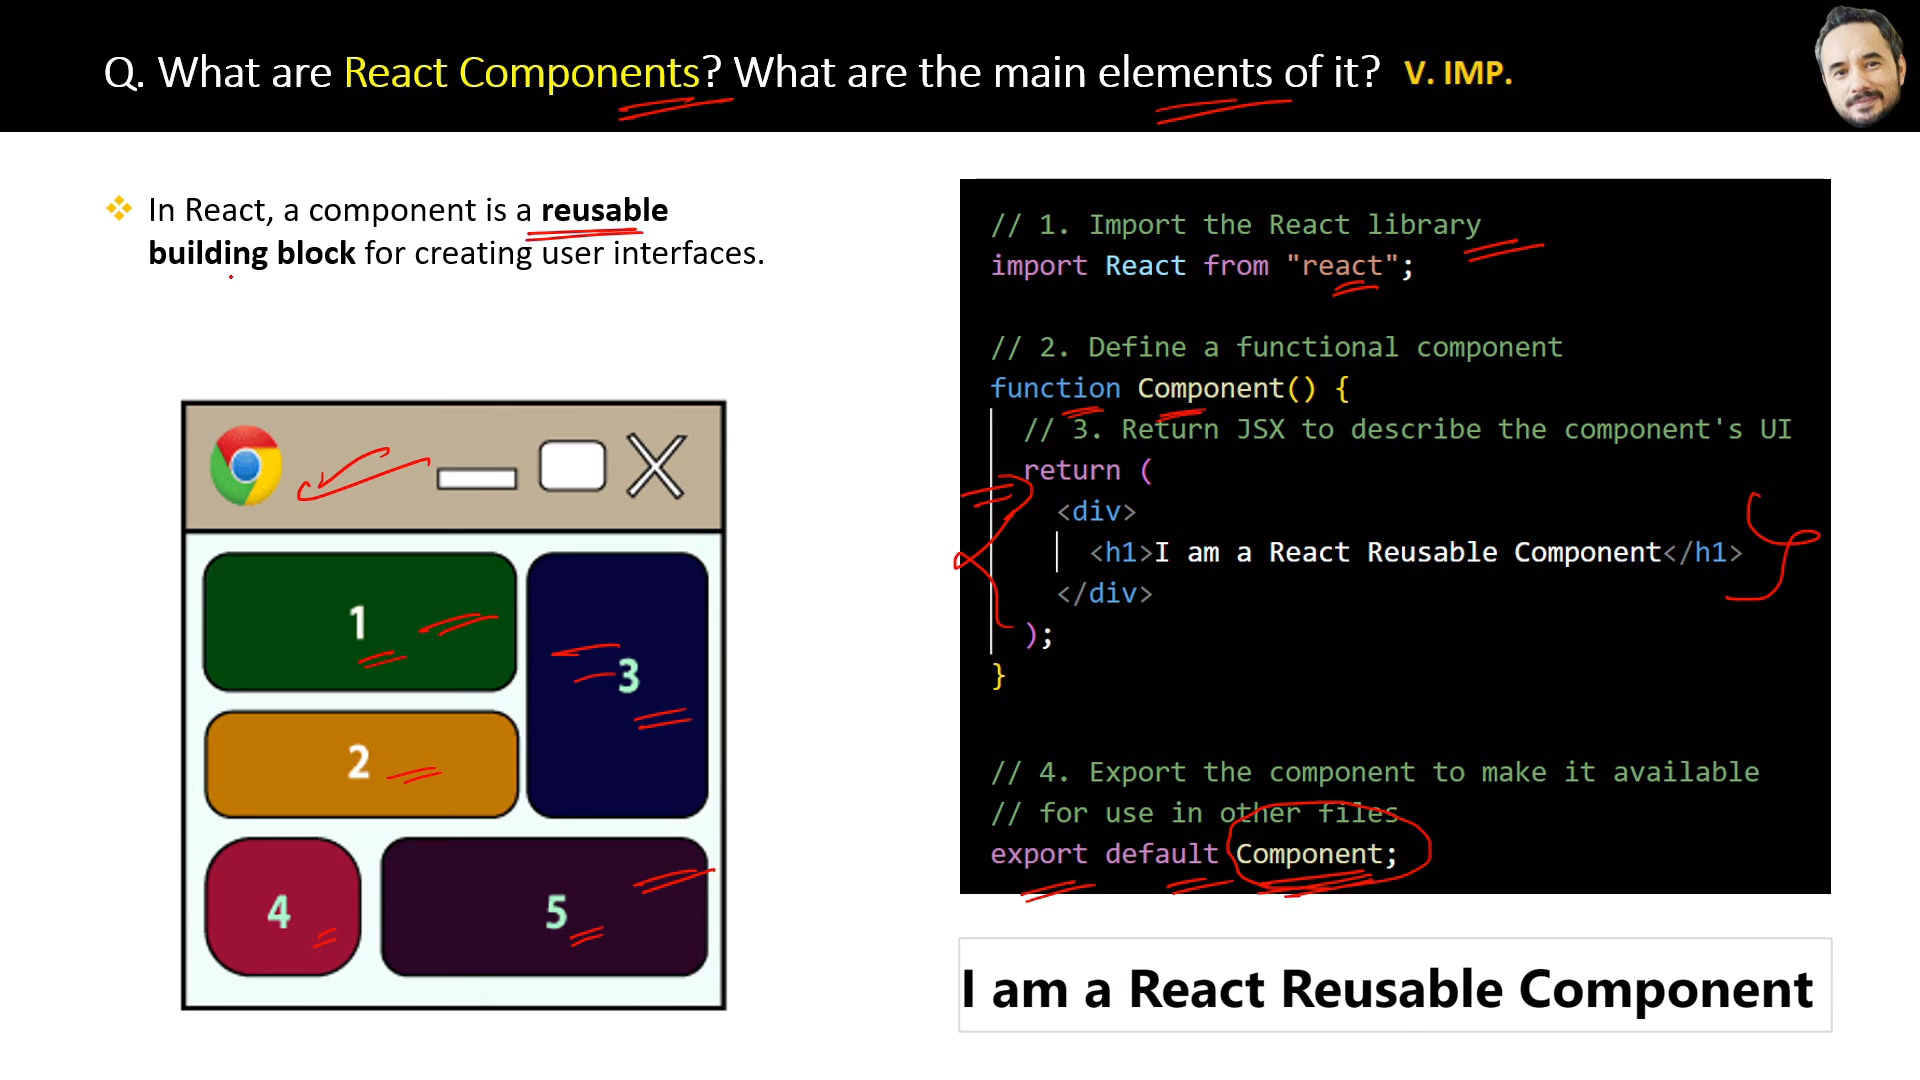 Q. What are React Components? What are the main elements of it? V. IMP.
In React, a component is a reusable
building block for creating user interfaces.
1
2
3
4
5
// 1. Import the React library
import React from "react";
// 2. Define a functional component
function Component() {
// 3. Return JSX to describe the component's UI
return (
<div>
<h1>I am a React Reusable Component</h1>
</div>
);
}
// 4. Export the component to make it available
// for use in other files
export default Component;
I am a React Reusable Component